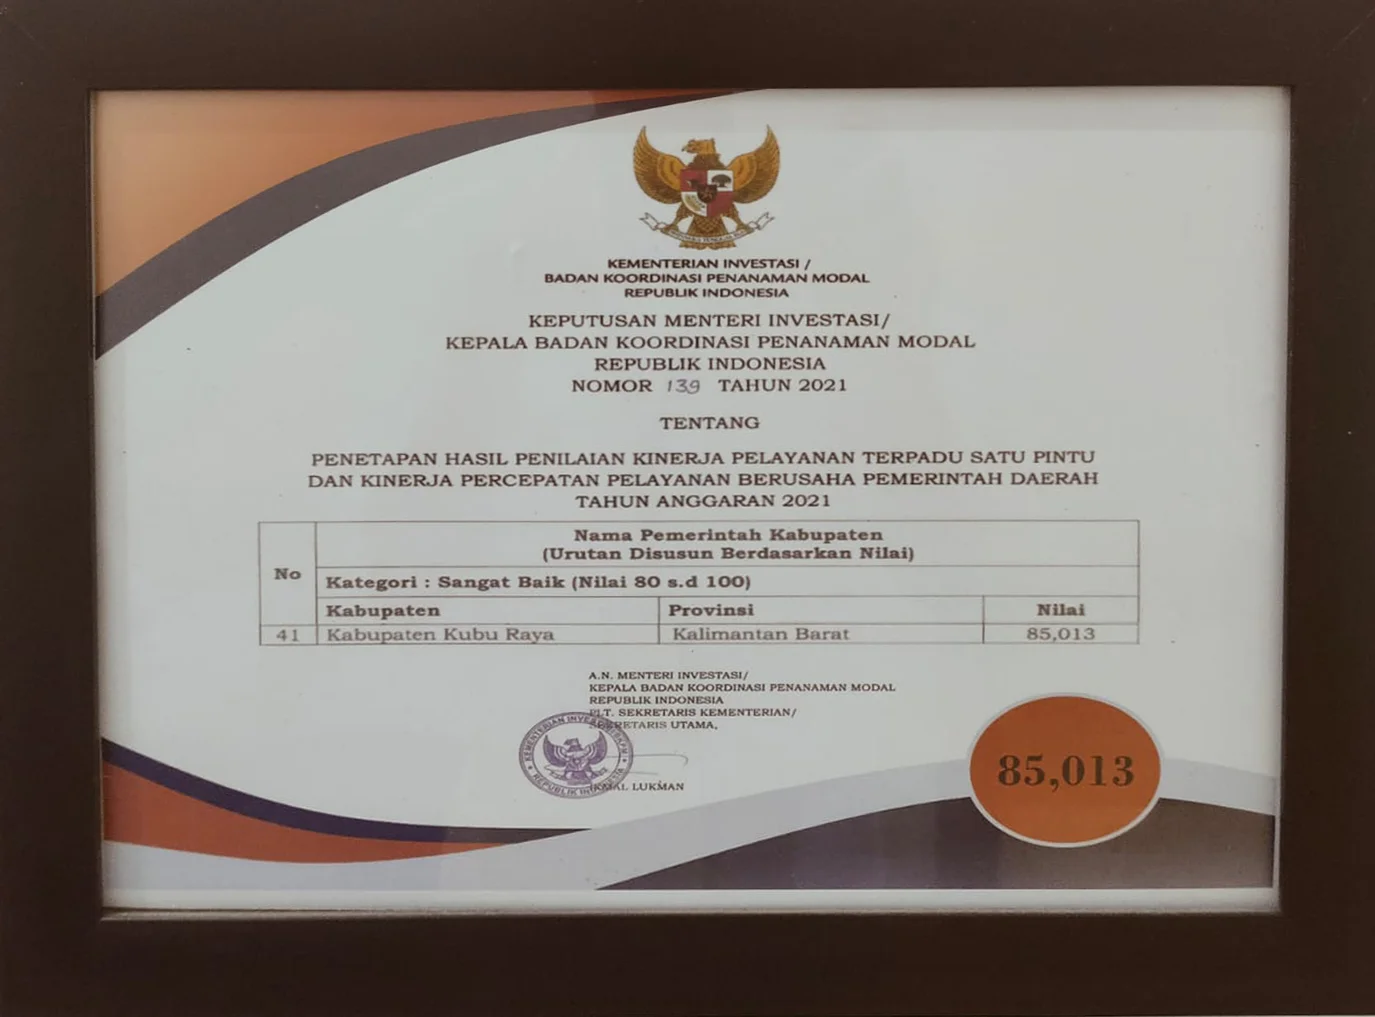 KEMENTERIAN INVESTASI /
BADAN KOORDINASI PENANAMAN MODAL
REPUBLIK INDONESIA
KEPUTUSAN MENTERI INVESTASI/
KEPALA BADAN KOORDINASI PENANAMAN MODAL
REPUBLIK INDONESIA
NOMOR 139 TAHUN 2021
TENTANG
PENETAPAN HASIL PENILAIAN KINERJA PELAYANAN TERPADU SATU PINTU
DAN KINERJA PERCEPATAN PELAYANAN BERUSAHA PEMERINTAH DAERAH
TAHUN ANGGARAN 2021
No
Nama Pemerintah Kabupaten
(Urutan Disusun Berdasarkan Nilai)
Kategori : Sangat Baik (Nilai 80 s.d 100)
Kabupaten Provinsi Nilai
41 Kabupaten Kubu Raya Kalimantan Barat 85,013
A.N. MENTERI INVESTASI/
KEPALA BADAN KOORDINASI PENANAMAN MODAL
REPUBLIK INDONESIA
PLT. SEKRETARIS KEMENTERIAN/
SEKRETARIS UTAMA,
LUKMAN
REPUBLIK INDONESIA
85,013